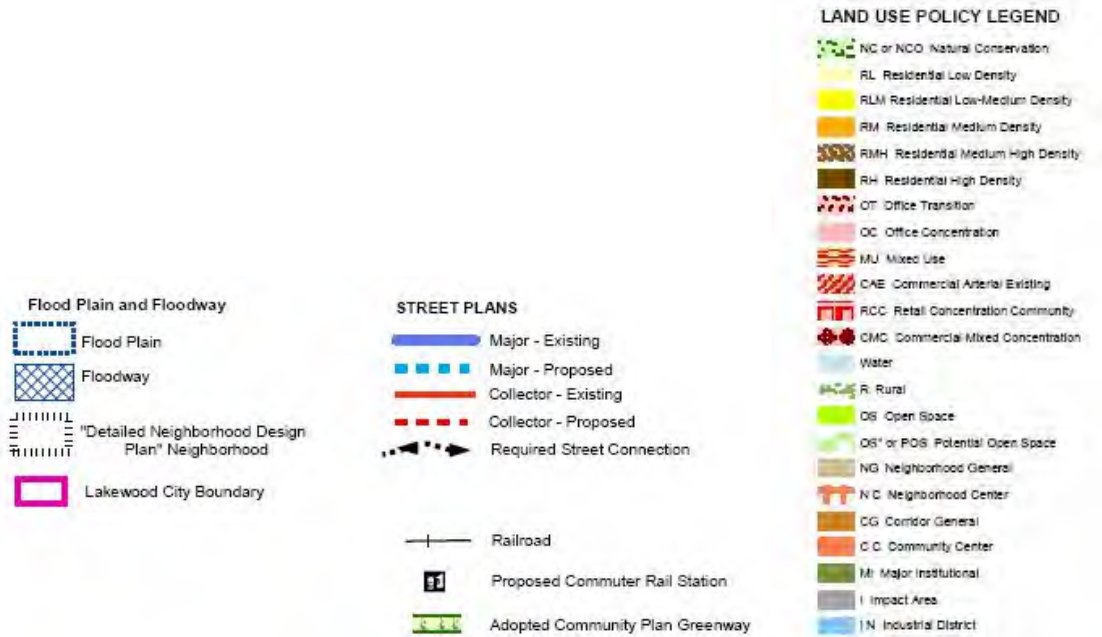 Flood Plain and Floodway
Flood Plain
Floodway
"Detailed Neighborhood Design
Plan" Neighborhood
Lakewood City Boundary
STREET PLANS
Major - Existing
Major - Proposed
Collector - Existing
Collector - Proposed
Required Street Connection
Railroad
Proposed Commuter Rail Station
Adopted Community Plan Greenway
LAND USE POLICY LEGEND
NC or NCO Natural Conservation
RL Residential Low Density
RLM Residential Low-Medium Density
RM Residential Medium Density
RMH Residential Medium High Density
RH Residential High Density
OT Office Transition
OC Office Concentration
MU Mixed Use
CAE Commercial Arterial Existing
RCC Retail Concentration Community
CMC Commercial Mixed Concentration
Water
R Rural
OS Open Space
OS* or POS Potential Open Space
NG Neighborhood General
NC Neighborhood Center
CG Corridor General
CC Community Center
MI Major Institutional
I Impact Area
IN Industrial District